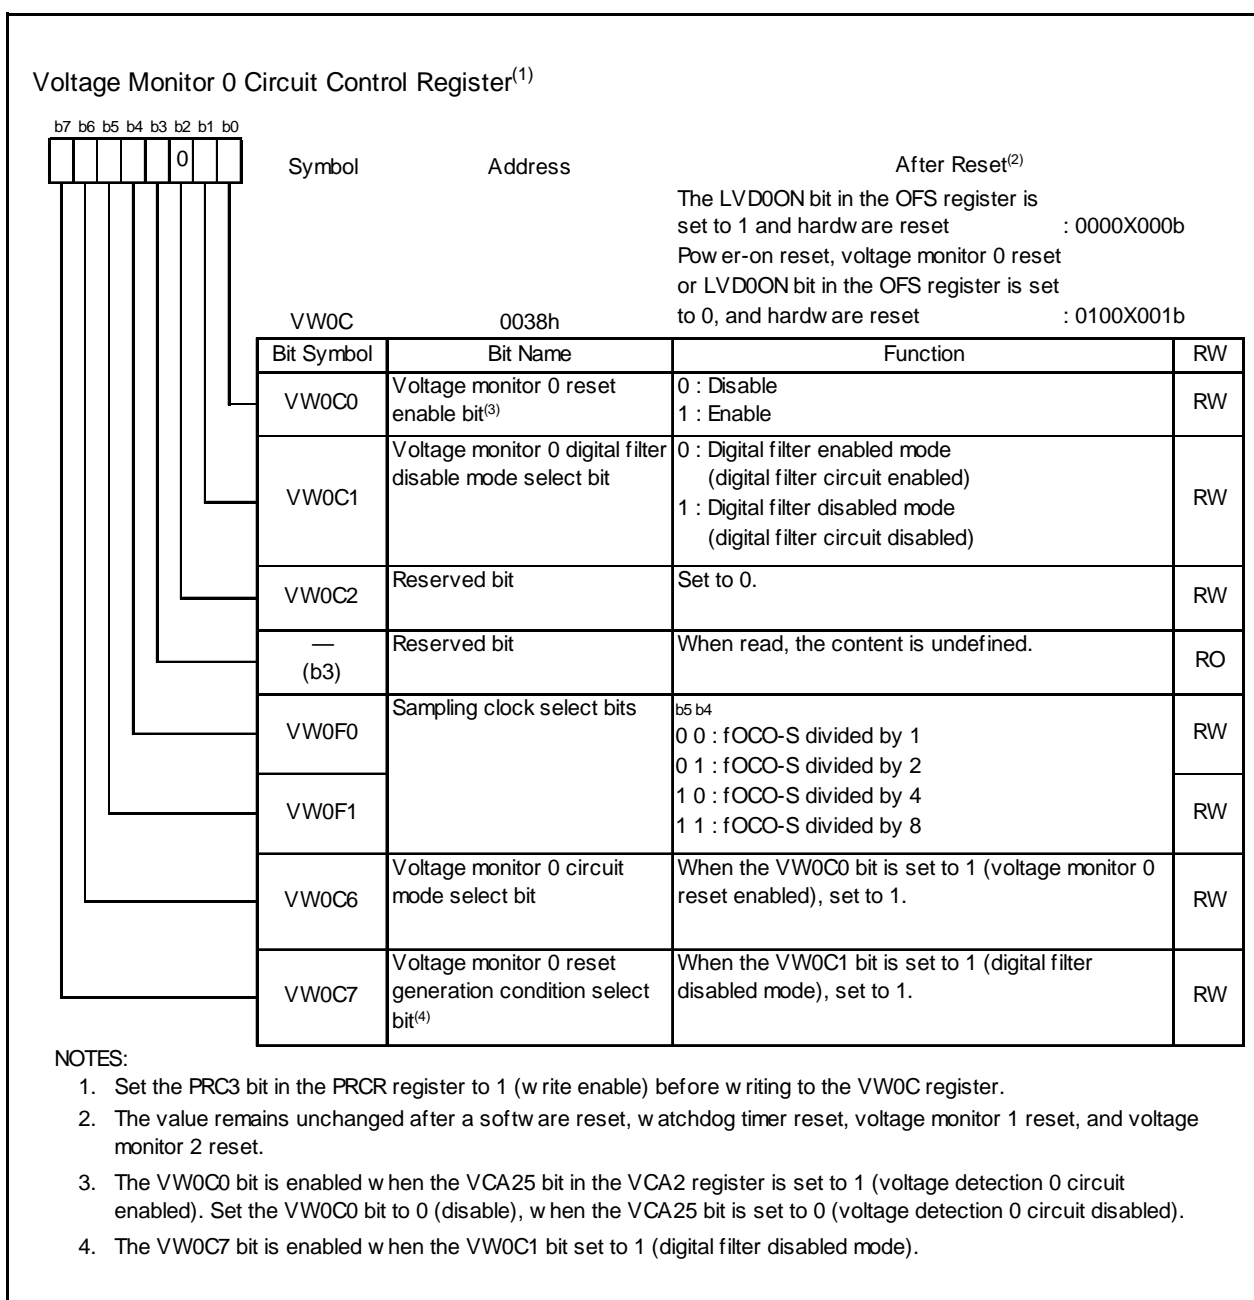 Voltage Monitor 0 Circuit Control Register(1)
b7 b6 b5 b4 b3 b2 b1 b0
0
Symbol Address After Reset(2)
The LVD0ON bit in the OFS register is
set to 1 and hardware reset : 0000X000b
Power-on reset, voltage monitor 0 reset
or LVD0ON bit in the OFS register is set
VW0C 0038h to 0, and hardware reset : 0100X001b
Bit Symbol Bit Name Function RW
VW0C0 Voltage monitor 0 reset 0 : Disable RW
enable bit(3) 1 : Enable
Voltage monitor 0 digital filter 0 : Digital filter enabled mode
disable mode select bit (digital filter circuit enabled)
VW0C1 1 : Digital filter disabled mode RW
(digital filter circuit disabled)
VW0C2 Reserved bit Set to 0. RW
— Reserved bit When read, the content is undefined. RO
(b3)
Sampling clock select bits b5 b4
VW0F0 0 0 : fOCO-S divided by 1 RW
0 1 : fOCO-S divided by 2
VW0F1 1 0 : fOCO-S divided by 4 RW
1 1 : fOCO-S divided by 8
Voltage monitor 0 circuit When the VW0C0 bit is set to 1 (voltage monitor 0
VW0C6 mode select bit reset enabled), set to 1. RW
Voltage monitor 0 reset When the VW0C1 bit is set to 1 (digital filter
VW0C7 generation condition select disabled mode), set to 1. RW
bit(4)
NOTES:
1. Set the PRC3 bit in the PRCR register to 1 (write enable) before writing to the VW0C register.
2. The value remains unchanged after a software reset, watchdog timer reset, voltage monitor 1 reset, and voltage
monitor 2 reset.
3. The VW0C0 bit is enabled when the VCA25 bit in the VCA2 register is set to 1 (voltage detection 0 circuit
enabled). Set the VW0C0 bit to 0 (disable), when the VCA25 bit is set to 0 (voltage detection 0 circuit disabled).
4. The VW0C7 bit is enabled when the VW0C1 bit set to 1 (digital filter disabled mode).